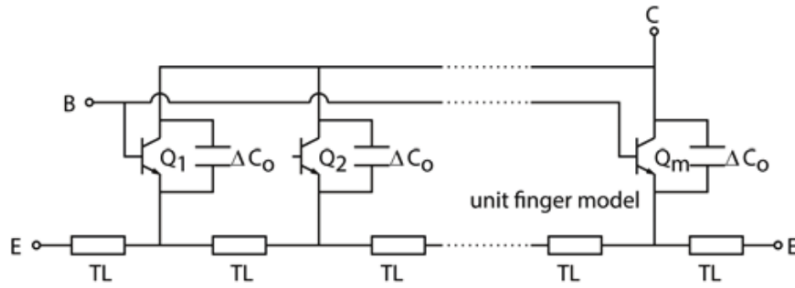 C
B
Q1 ΔCo Q2 ΔCo Qm ΔCo
unit finger model
E E
TL TL TL TL TL